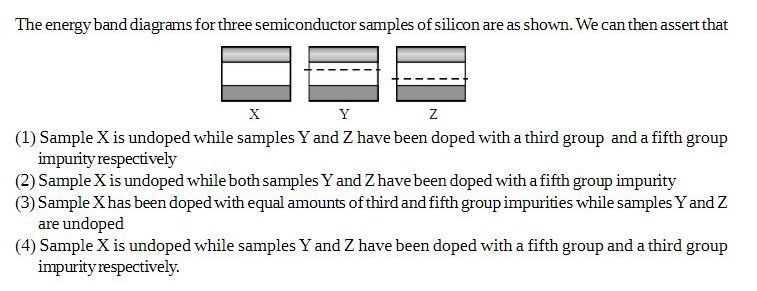 The energy band diagrams for three semiconductor samples of silicon are as shown. We can then assert that
X Y Z
(1) Sample X is undoped while samples Y and Z have been doped with a third group and a fifth group
impurity respectively
(2) Sample X is undoped while both samples Y and Z have been doped with a fifth group impurity
(3) Sample X has been doped with equal amounts of third and fifth group impurities while samples Y and Z
are undoped
(4) Sample X is undoped while samples Y and Z have been doped with a fifth group and a third group
impurity respectively.